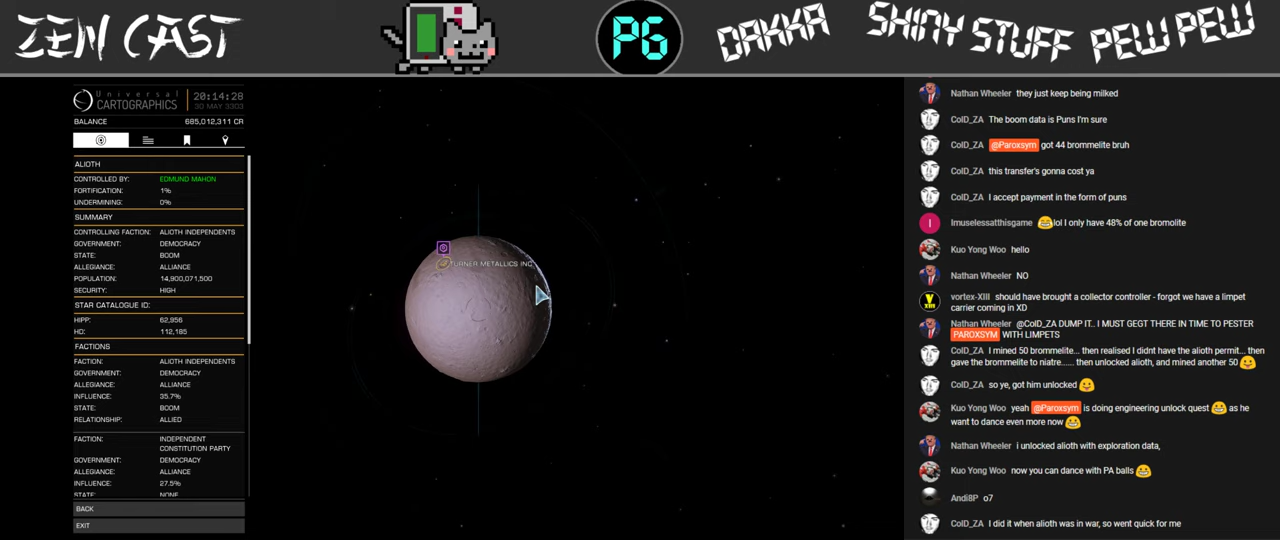 ZEN CAST
P6
DAKKA
SHINY STUFF
PEW PEW
Universal
CARTOGRAPHICS
20:14:28
30 MAY 3303
BALANCE 685,012,311 CR
ALIOTH
CONTROLLED BY: EDMUND MAHON
FORTIFICATION: 1%
UNDERMINING: 0%
SUMMARY
CONTROLLING FACTION: ALIOTH INDEPENDENTS
GOVERNMENT: DEMOCRACY
STATE: BOOM
ALLEGIANCE: ALLIANCE
POPULATION: 14,900,071,500
SECURITY: HIGH
STAR CATALOGUE ID:
HIPP: 62,956
HD: 112,185
FACTIONS
FACTION: ALIOTH INDEPENDENTS
GOVERNMENT: DEMOCRACY
ALLEGIANCE: ALLIANCE
INFLUENCE: 35.7%
STATE: BOOM
RELATIONSHIP: ALLIED
FACTION: INDEPENDENT
CONSTITUTION PARTY
GOVERNMENT: DEMOCRACY
ALLEGIANCE: ALLIANCE
INFLUENCE: 27.5%
STATE: NONE
BACK
EXIT
TURNER METALLICS INC
Nathan Wheeler they just keep being milked
ColD_ZA The boom data is Puns I'm sure
ColD_ZA @Paroxsym got 44 brommelite bruh
ColD_ZA this transfer's gonna cost ya
ColD_ZA I accept payment in the form of puns
I Imuselessatthisgame 😂lol I only have 48% of one bromolite
Kuo Yong Woo hello
Nathan Wheeler NO
vortex-XIII should have brought a collector controller - forgot we have a limpet
carrier coming in XD
Nathan Wheeler @ColD_ZA DUMP IT.. I MUST GEGT THERE IN TIME TO PESTER
PAROXSYM WITH LIMPETS
ColD_ZA I mined 50 brommelite... then realised I didnt have the alioth permit... then
gave the brommelite to niatre...... then unlocked alioth, and mined another 50 😛
ColD_ZA so ye, got him unlocked 😛
Kuo Yong Woo yeah @Paroxsym is doing engineering unlock quest 😁 as he
want to dance even more now 😁
Nathan Wheeler i unlocked alioth with exploration data,
Kuo Yong Woo now you can dance with PA balls 😁
Andi8P o7
ColD_ZA I did it when alioth was in war, so went quick for me